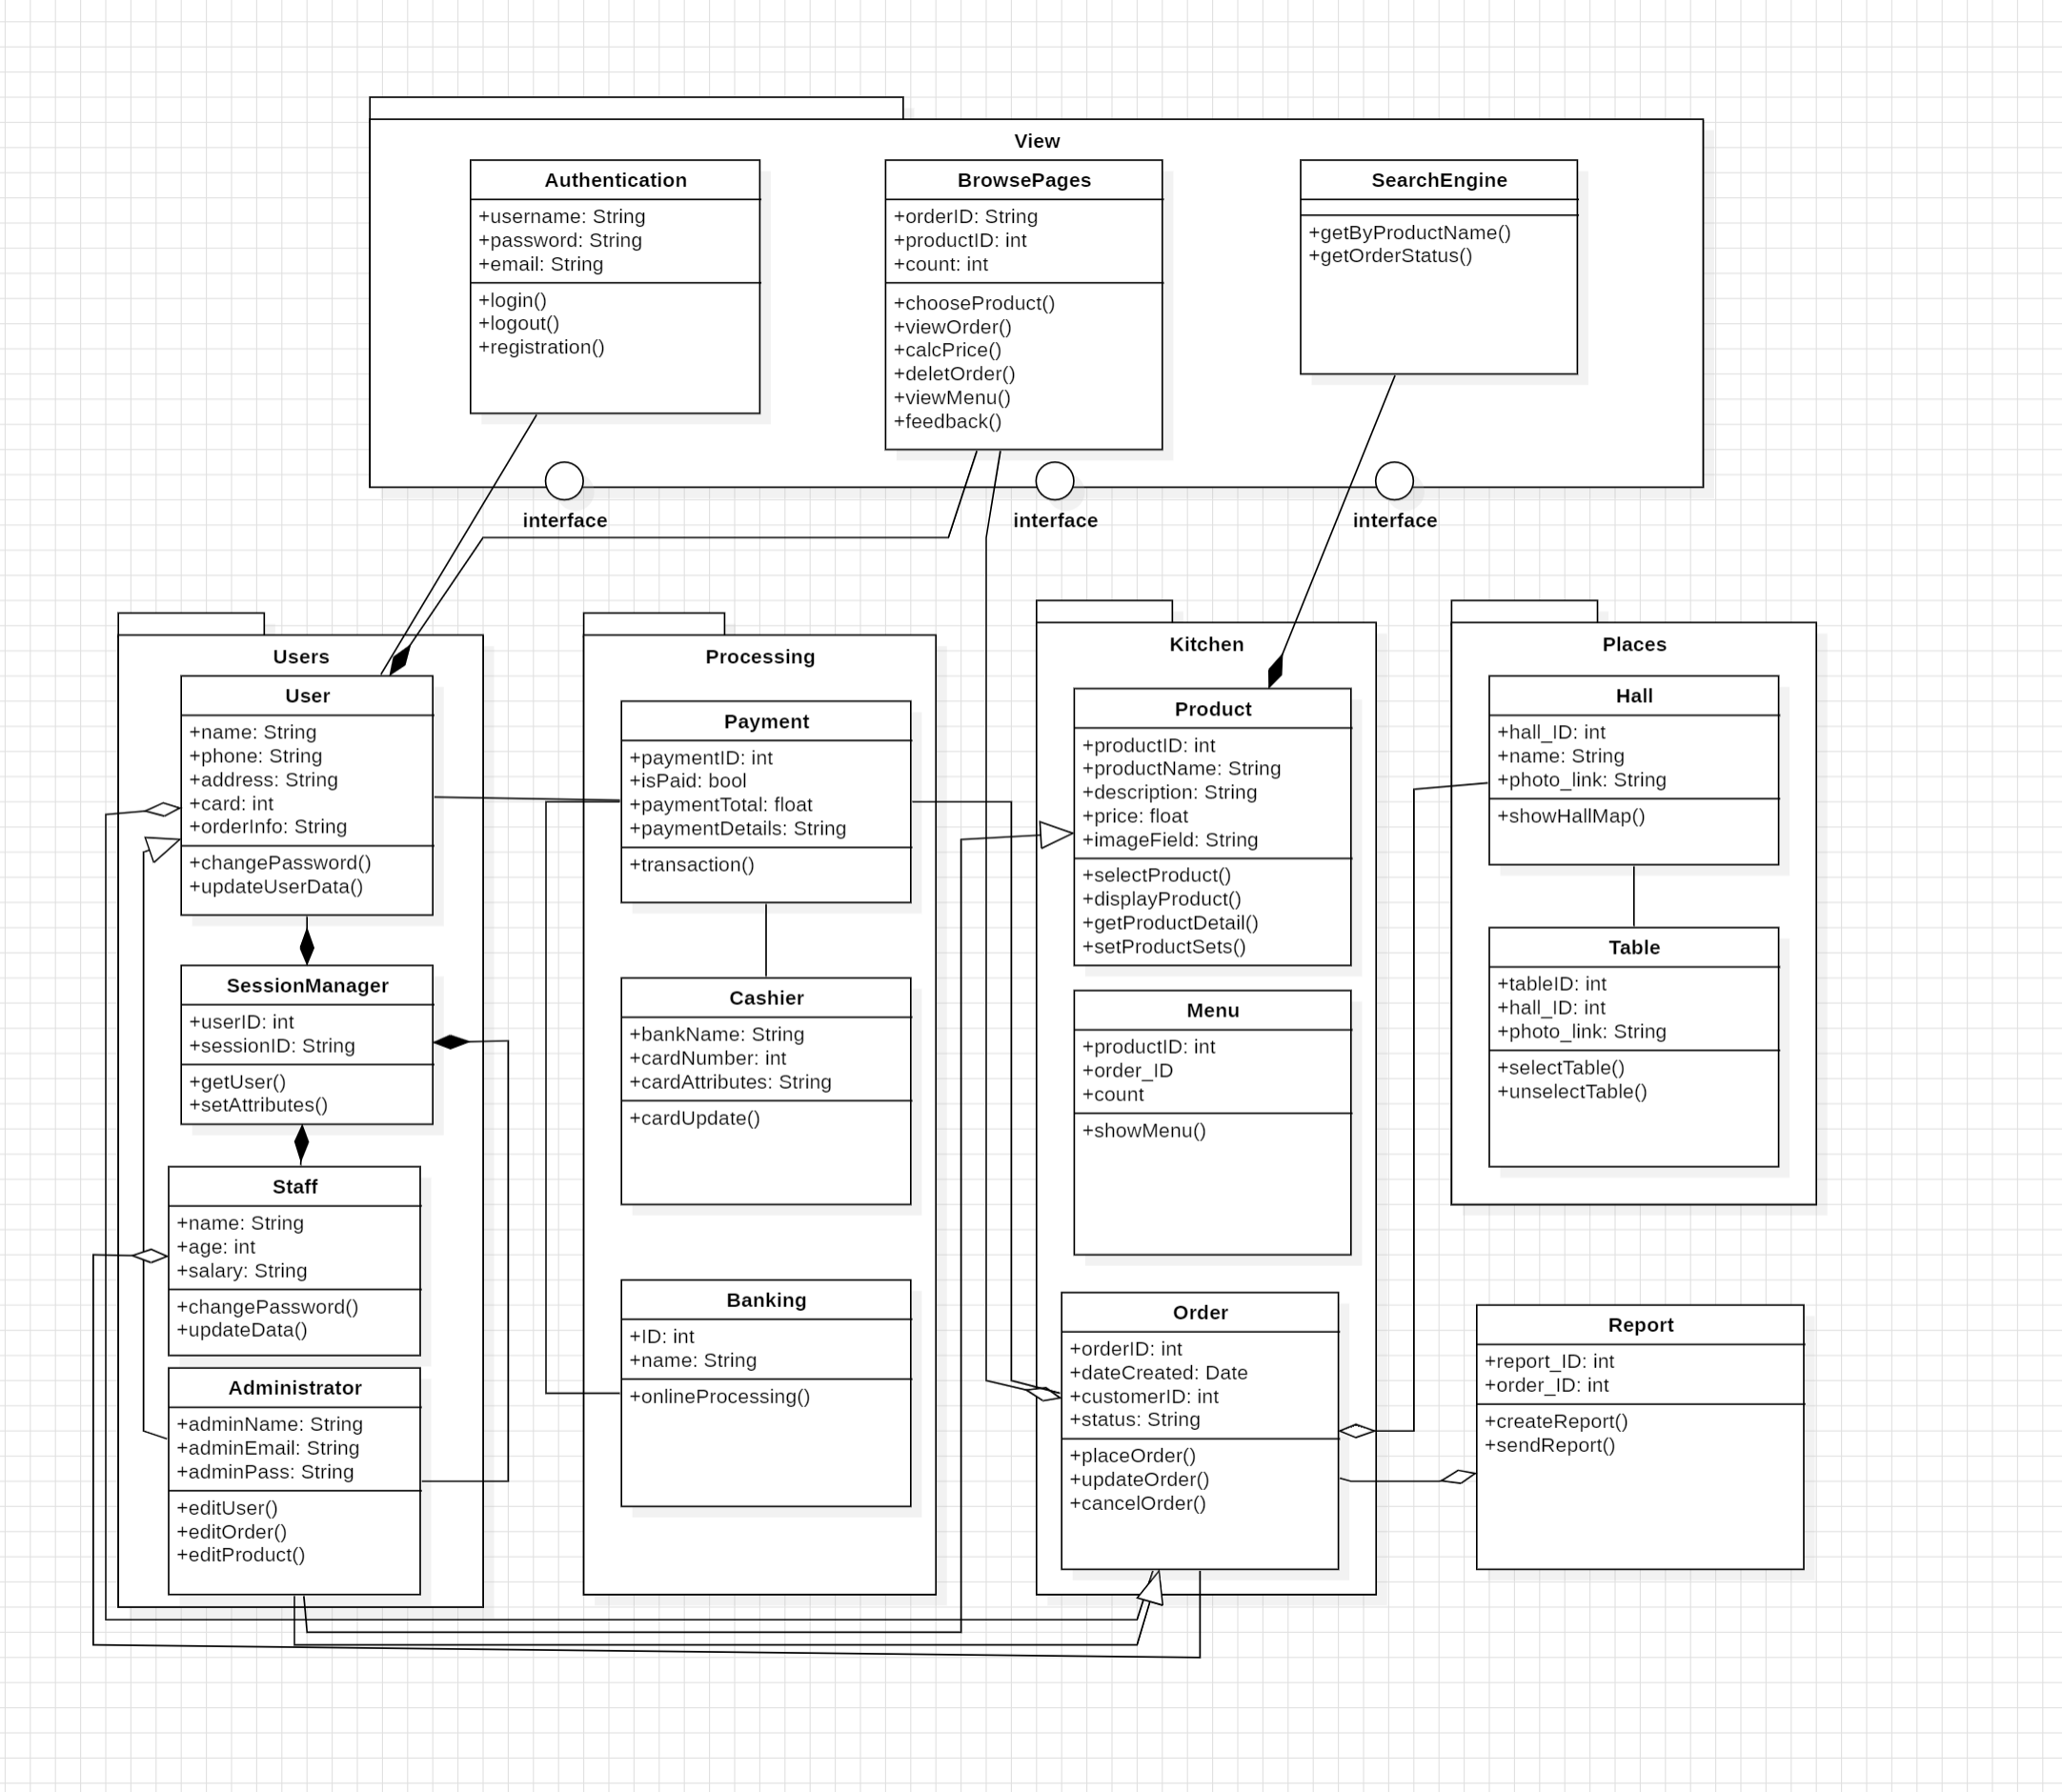 View
Authentication
+username: String
+password: String
+email: String
+login()
+logout()
+registration()
BrowsePages
+orderID: String
+productID: int
+count: int
+chooseProduct()
+viewOrder()
+calcPrice()
+deletOrder()
+viewMenu()
+feedback()
SearchEngine
+getByProductName()
+getOrderStatus()
interface
interface
interface
Users
User
+name: String
+phone: String
+address: String
+card: int
+orderInfo: String
+changePassword()
+updateUserData()
SessionManager
+userID: int
+sessionID: String
+getUser()
+setAttributes()
Staff
+name: String
+age: int
+salary: String
+changePassword()
+updateData()
Administrator
+adminName: String
+adminEmail: String
+adminPass: String
+editUser()
+editOrder()
+editProduct()
Processing
Payment
+paymentID: int
+isPaid: bool
+paymentTotal: float
+paymentDetails: String
+transaction()
Cashier
+bankName: String
+cardNumber: int
+cardAttributes: String
+cardUpdate()
Banking
+ID: int
+name: String
+onlineProcessing()
Kitchen
Product
+productID: int
+productName: String
+description: String
+price: float
+imageField: String
+selectProduct()
+displayProduct()
+getProductDetail()
+setProductSets()
Menu
+productID: int
+order_ID
+count
+showMenu()
Order
+orderID: int
+dateCreated: Date
+customerID: int
+status: String
+placeOrder()
+updateOrder()
+cancelOrder()
Places
Hall
+hall_ID: int
+name: String
+photo_link: String
+showHallMap()
Table
+tableID: int
+hall_ID: int
+photo_link: String
+selectTable()
+unselectTable()
Report
+report_ID: int
+order_ID: int
+createReport()
+sendReport()